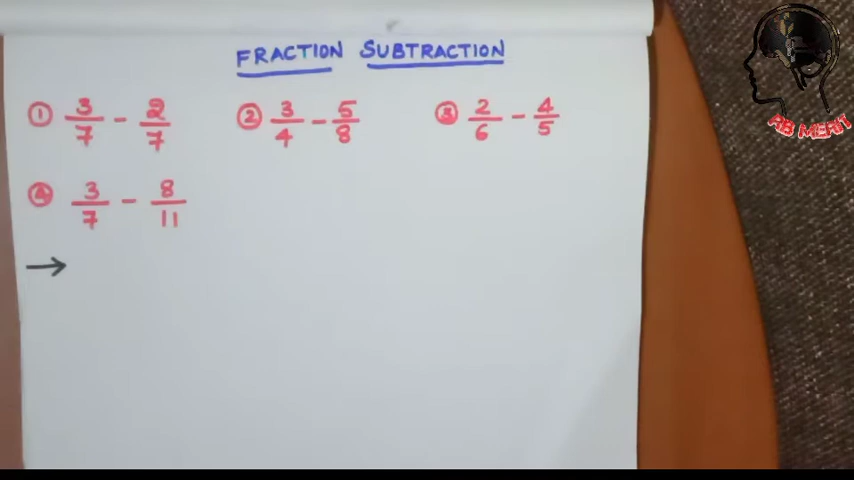 FRACTION SUBTRACTION
① 3/7 - 2/7 ② 3/4 - 5/8 ③ 2/6 - 4/5
④ 3/7 - 8/11
→
RB MERIT